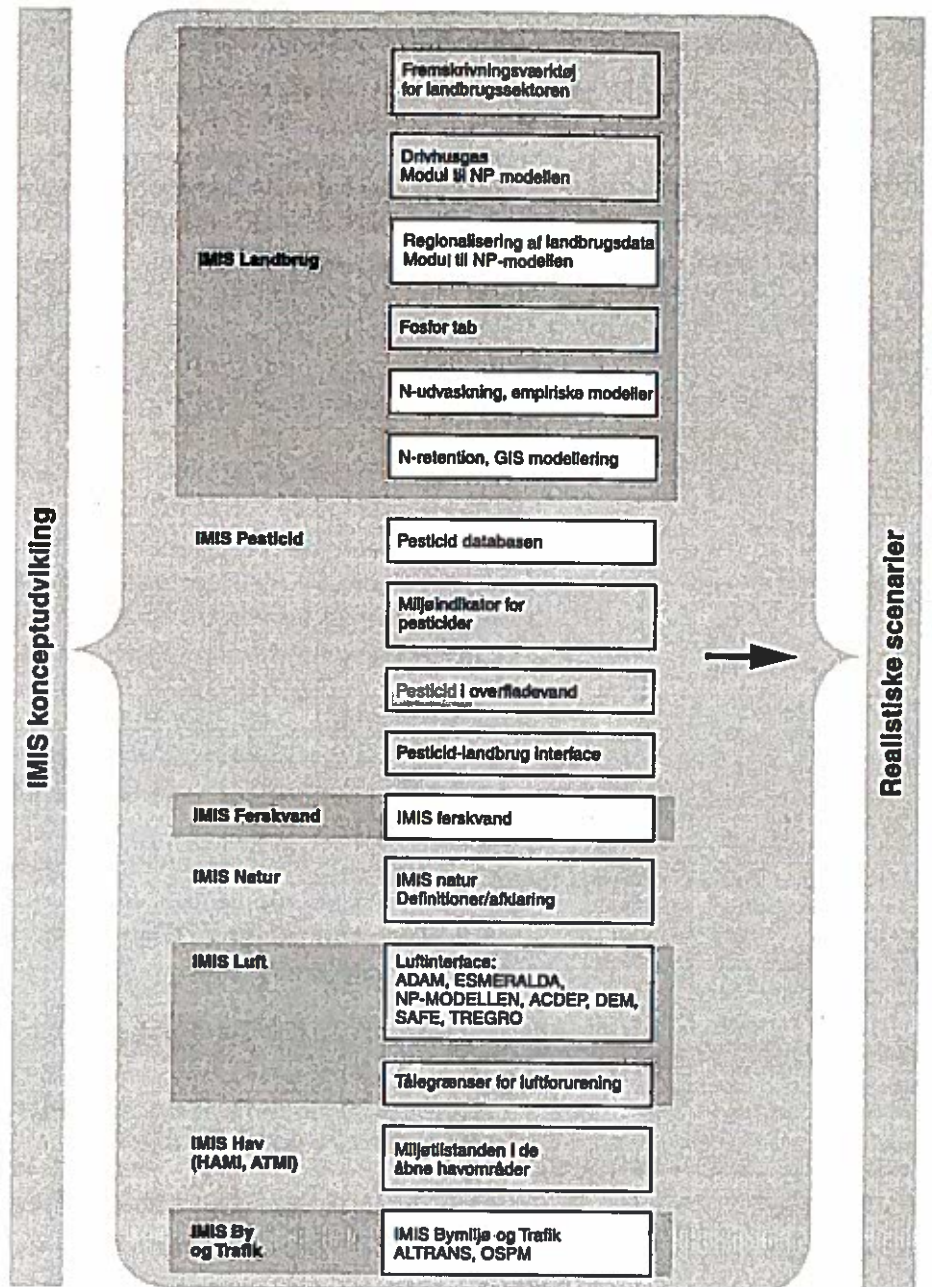 IMIS konceptudvikling
IMIS Landbrug
Fremskrivningsværktøj
for landbrugssektoren
Drivhusgas
Modul til NP modellen
Regionalisering af landbrugsdata
Modul til NP-modellen
Fosfor tab
N-udvaskning, empiriske modeller
N-retention, GIS modellering
IMIS Pesticid
Pesticid databasen
Miljøindikator for
pesticider
Pesticid i overfladevand
Pesticid-landbrug interface
IMIS Ferskvand
IMIS ferskvand
IMIS Natur
IMIS natur
Definitioner/afklaring
IMIS Luft
Luftinterface:
ADAM, ESMERALDA,
NP-MODELLEN, ACDEP, DEM,
SAFE, TREGRO
Tålegrænser for luftforurening
IMIS Hav
(HAMI, ATMI)
Miljøtilstanden i de
åbne havområder
IMIS By
og Trafik
IMIS Bymiljø og Trafik
ALTRANS, OSPM
Realistiske scenarier